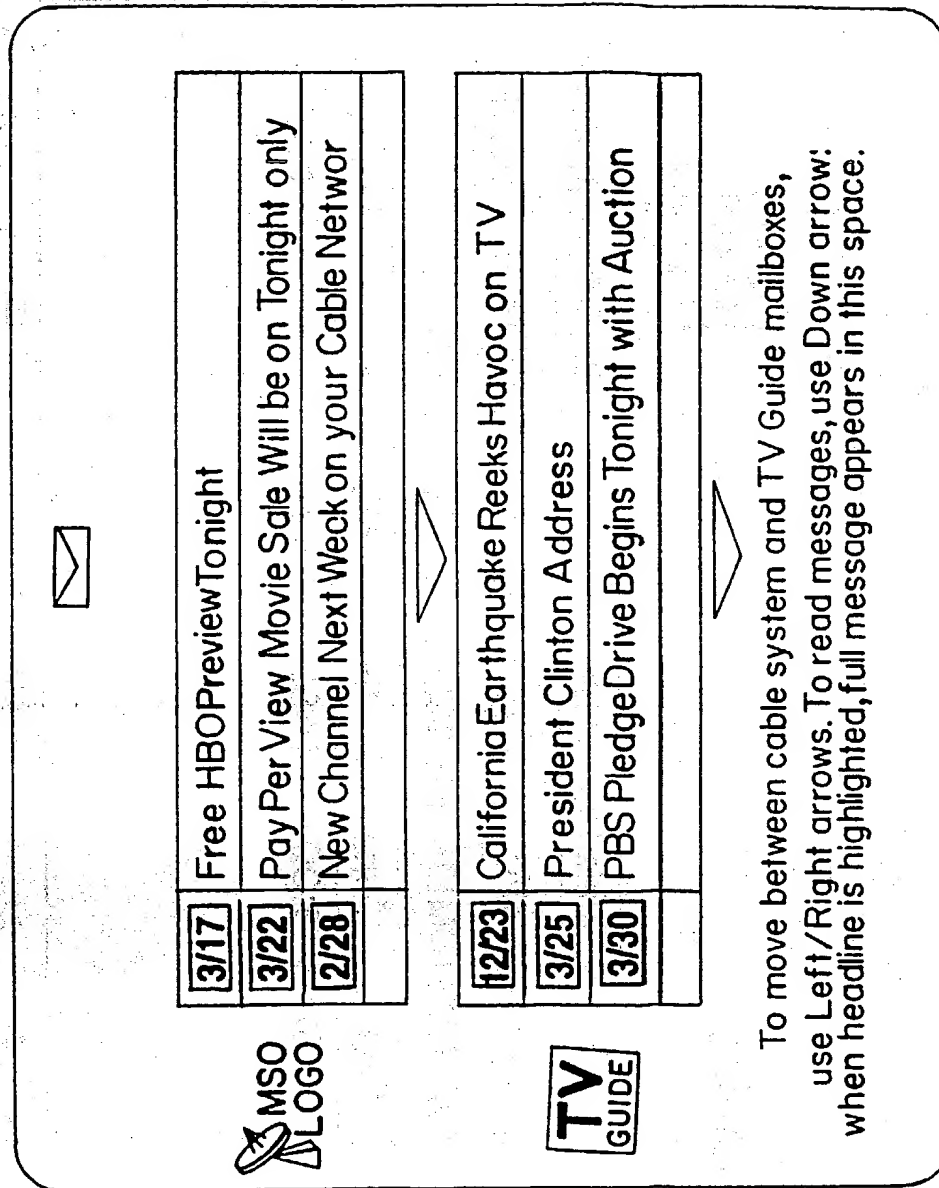 MSO
LOGO
3/17 Free HBO Preview Tonight
3/22 Pay Per View Movie Sale Will be on Tonight only
2/28 New Channel Next Weck on your Cable Networ
TV
GUIDE
12/23 California Earthquake Reeks Havoc on TV
3/25 President Clinton Address
3/30 PBS Pledge Drive Begins Tonight with Auction
To move between cable system and TV Guide mailboxes,
use Left/Right arrows. To read messages, use Down arrow:
when headline is highlighted, full message appears in this space.